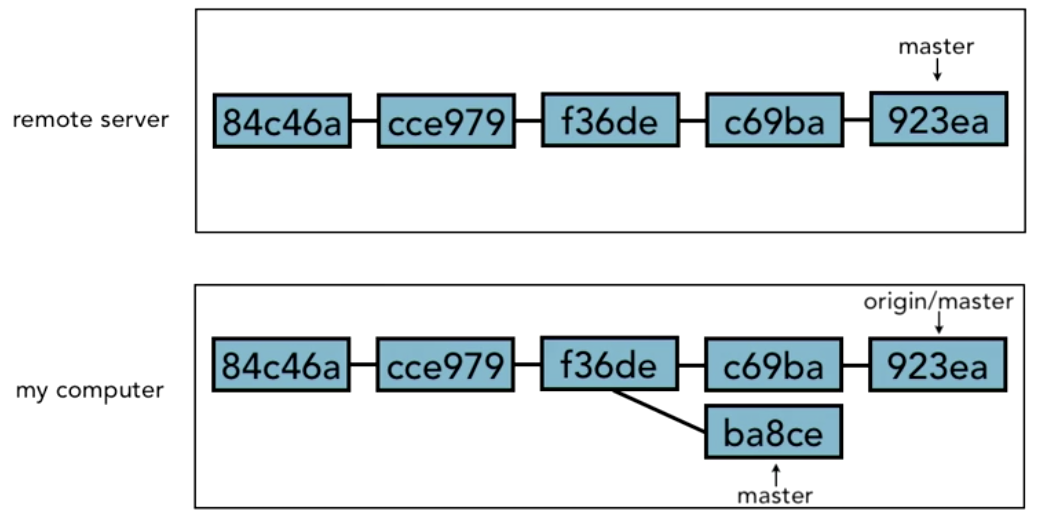 master
remote server
84c46a cce979 f36de c69ba 923ea
origin/master
84c46a cce979 f36de c69ba 923ea
my computer
ba8ce
master